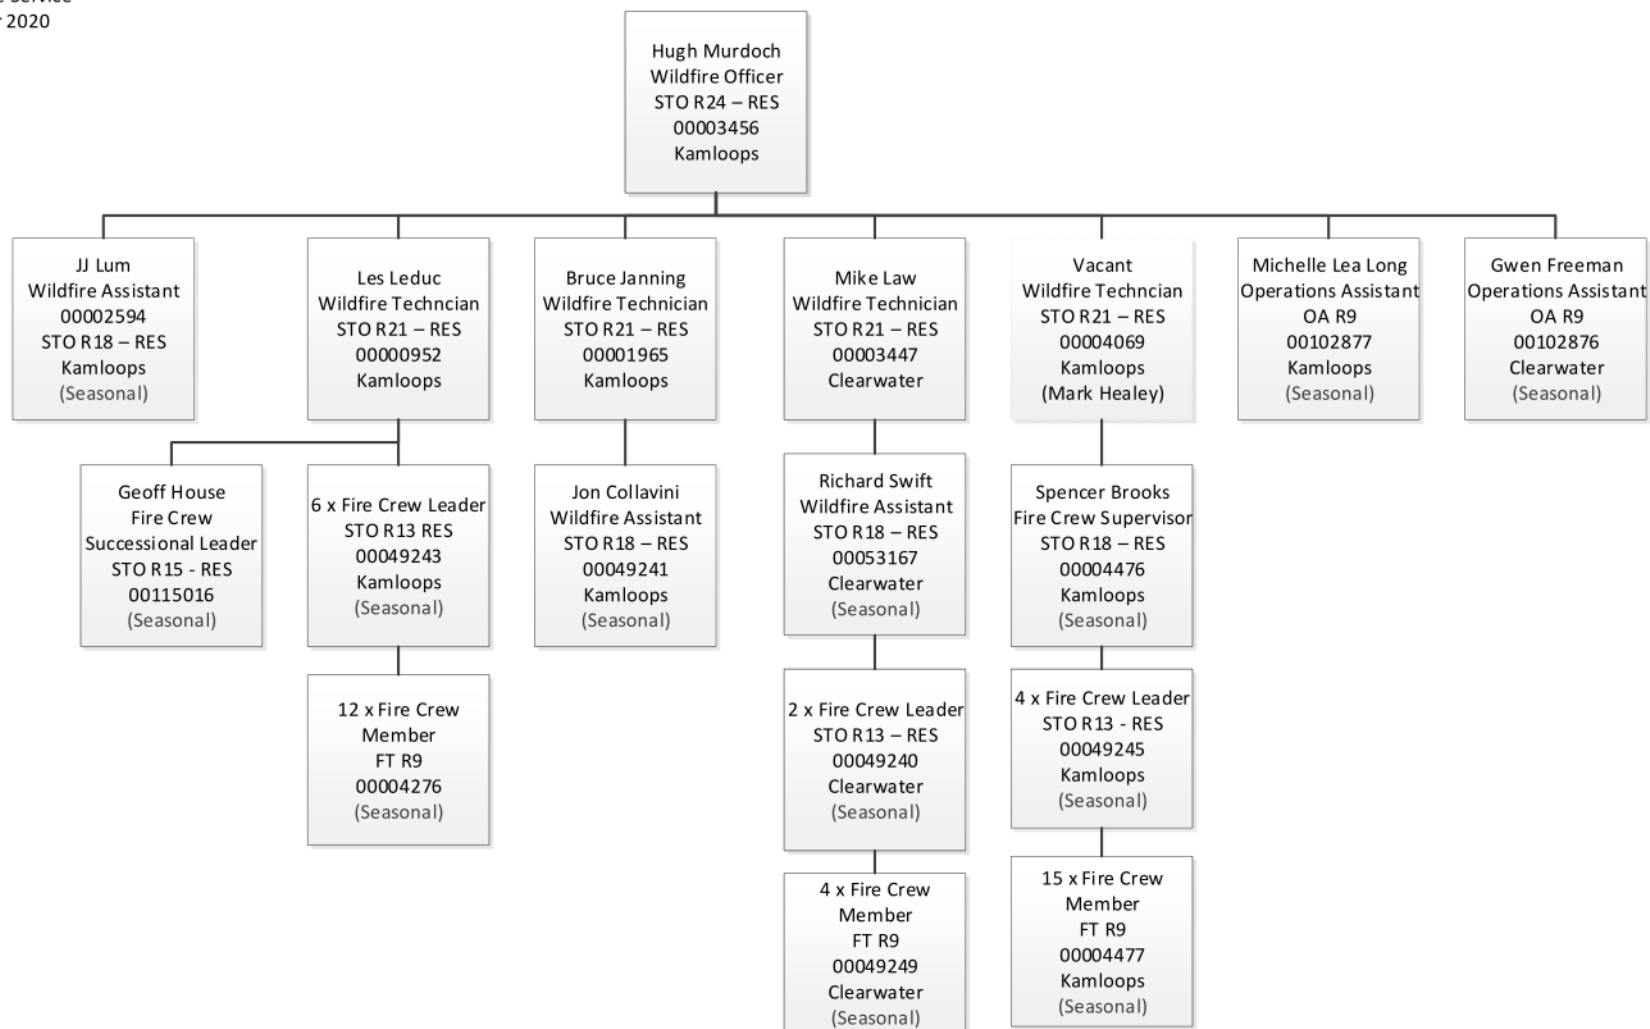 2020
Hugh Murdoch
Wildfire Officer
STO R24 – RES
00003456
Kamloops
JJ Lum
Wildfire Assistant
00002594
STO R18 – RES
Kamloops
(Seasonal)
Les Leduc
Wildfire Techncian
STO R21 – RES
00000952
Kamloops
Bruce Janning
Wildfire Technician
STO R21 – RES
00001965
Kamloops
Mike Law
Wildfire Technician
STO R21 – RES
00003447
Clearwater
Vacant
Wildfire Techncian
STO R21 – RES
00004069
Kamloops
(Mark Healey)
Michelle Lea Long
Operations Assistant
OA R9
00102877
Kamloops
(Seasonal)
Gwen Freeman
Operations Assistant
OA R9
00102876
Clearwater
(Seasonal)
Geoff House
Fire Crew
Successional Leader
STO R15 - RES
00115016
(Seasonal)
6 x Fire Crew Leader
STO R13 RES
00049243
Kamloops
(Seasonal)
Jon Collavini
Wildfire Assistant
STO R18 – RES
00049241
Kamloops
(Seasonal)
Richard Swift
Wildfire Assistant
STO R18 – RES
00053167
Clearwater
(Seasonal)
Spencer Brooks
Fire Crew Supervisor
STO R18 – RES
00004476
Kamloops
(Seasonal)
12 x Fire Crew
Member
FT R9
00004276
(Seasonal)
2 x Fire Crew Leader
STO R13 – RES
00049240
Clearwater
(Seasonal)
4 x Fire Crew Leader
STO R13 - RES
00049245
Kamloops
(Seasonal)
4 x Fire Crew
Member
FT R9
00049249
Clearwater
(Seasonal)
15 x Fire Crew
Member
FT R9
00004477
Kamloops
(Seasonal)